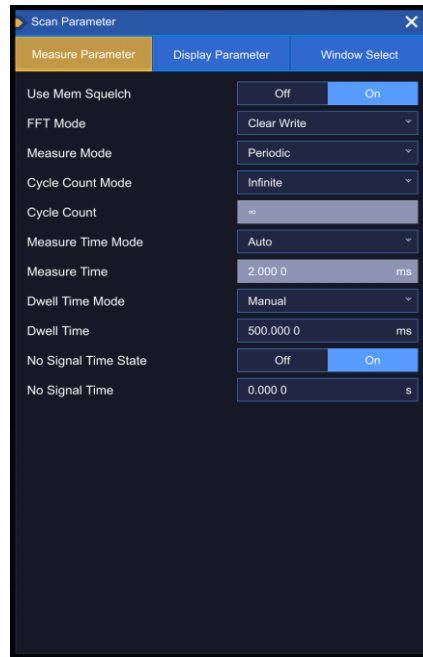 Scan Parameter
Measure Parameter Display Parameter Window Select
Use Mem Squelch Off On
FFT Mode Clear Write
Measure Mode Periodic
Cycle Count Mode Infinite
Cycle Count ∞
Measure Time Mode Auto
Measure Time 2.000 0 ms
Dwell Time Mode Manual
Dwell Time 500.000 0 ms
No Signal Time State Off On
No Signal Time 0.000 0 s